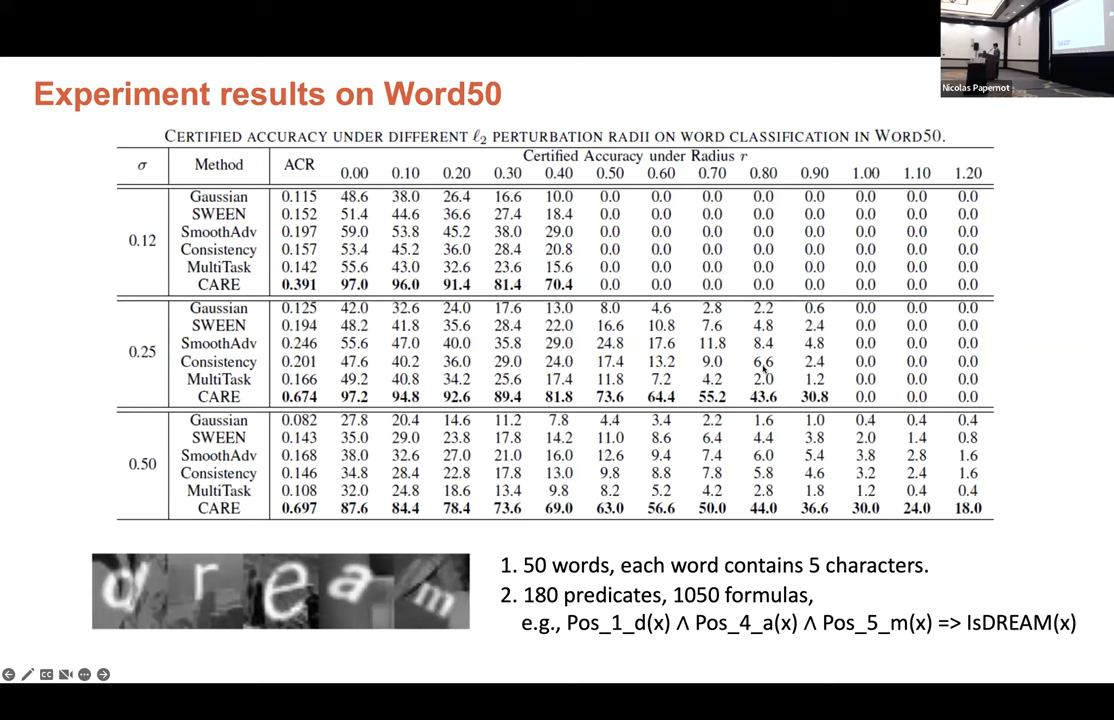 Nicolas Papernot
Experiment results on Word50
CERTIFIED ACCURACY UNDER DIFFERENT ℓ2 PERTURBATION RADII ON WORD CLASSIFICATION IN WORD50.
σ Method ACR Certified Accuracy under Radius r
0.00 0.10 0.20 0.30 0.40 0.50 0.60 0.70 0.80 0.90 1.00 1.10 1.20
Gaussian 0.115 48.6 38.0 26.4 16.6 10.0 0.0 0.0 0.0 0.0 0.0 0.0 0.0 0.0
SWEEN 0.152 51.4 44.6 36.6 27.4 18.4 0.0 0.0 0.0 0.0 0.0 0.0 0.0 0.0
0.12 SmoothAdv 0.197 59.0 53.8 45.2 38.0 29.0 0.0 0.0 0.0 0.0 0.0 0.0 0.0 0.0
Consistency 0.157 53.4 45.2 36.0 28.4 20.8 0.0 0.0 0.0 0.0 0.0 0.0 0.0 0.0
MultiTask 0.142 55.6 43.0 32.6 23.6 15.6 0.0 0.0 0.0 0.0 0.0 0.0 0.0 0.0
CARE 0.391 97.0 96.0 91.4 81.4 70.4 0.0 0.0 0.0 0.0 0.0 0.0 0.0 0.0
Gaussian 0.125 42.0 32.6 24.0 17.6 13.0 8.0 4.6 2.8 2.2 0.6 0.0 0.0 0.0
SWEEN 0.194 48.2 41.8 35.6 28.4 22.0 16.6 10.8 7.6 4.8 2.4 0.0 0.0 0.0
0.25 SmoothAdv 0.246 55.6 47.0 40.0 35.8 29.0 24.8 17.6 11.8 8.4 4.8 0.0 0.0 0.0
Consistency 0.201 47.6 40.2 36.0 29.0 24.0 17.4 13.2 9.0 6.6 2.4 0.0 0.0 0.0
MultiTask 0.166 49.2 40.8 34.2 25.6 17.4 11.8 7.2 4.2 2.0 1.2 0.0 0.0 0.0
CARE 0.674 97.2 94.8 92.6 89.4 81.8 73.6 64.4 55.2 43.6 30.8 0.0 0.0 0.0
Gaussian 0.082 27.8 20.4 14.6 11.2 7.8 4.4 3.4 2.2 1.6 1.0 0.4 0.4 0.4
SWEEN 0.143 35.0 29.0 23.8 17.8 14.2 11.0 8.6 6.4 4.4 3.8 2.0 1.4 0.8
0.50 SmoothAdv 0.168 38.0 32.6 27.0 21.0 16.0 12.6 9.4 7.4 6.0 5.4 3.8 2.8 1.6
Consistency 0.146 34.8 28.4 22.8 17.8 13.0 9.8 8.8 7.8 5.8 4.6 3.2 2.4 1.6
MultiTask 0.108 32.0 24.8 18.6 13.4 9.8 8.2 5.2 4.2 2.8 1.8 1.2 0.4 0.4
CARE 0.697 87.6 84.4 78.4 73.6 69.0 63.0 56.6 50.0 44.0 36.6 30.0 24.0 18.0
dream
1. 50 words, each word contains 5 characters.
2. 180 predicates, 1050 formulas,
e.g., Pos_1_d(x) ∧ Pos_4_a(x) ∧ Pos_5_m(x) => IsDREAM(x)
CC